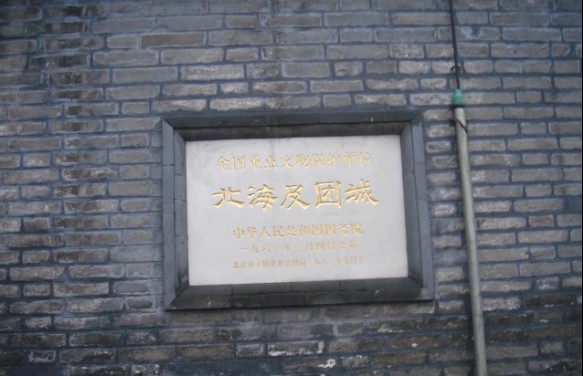 全国重点文物保护单位
北海及团城
中华人民共和国国务院
一九六一年三月四日公布